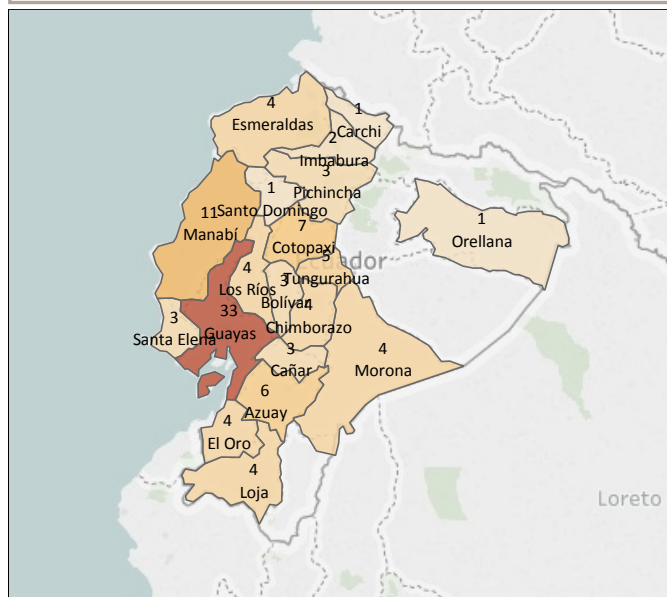 4
Esmeraldas
1
Carchi
2
Imbabura
3
Pichincha
1
Santo Domingo
11
Manabí
7
Cotopaxi
1
Orellana
Ecuador
5
Tungurahua
4
Los Ríos
3
Bolívar
4
Chimborazo
33
Guayas
3
Santa Elena
3
Cañar
4
Morona
6
Azuay
4
El Oro
4
Loja
Loreto